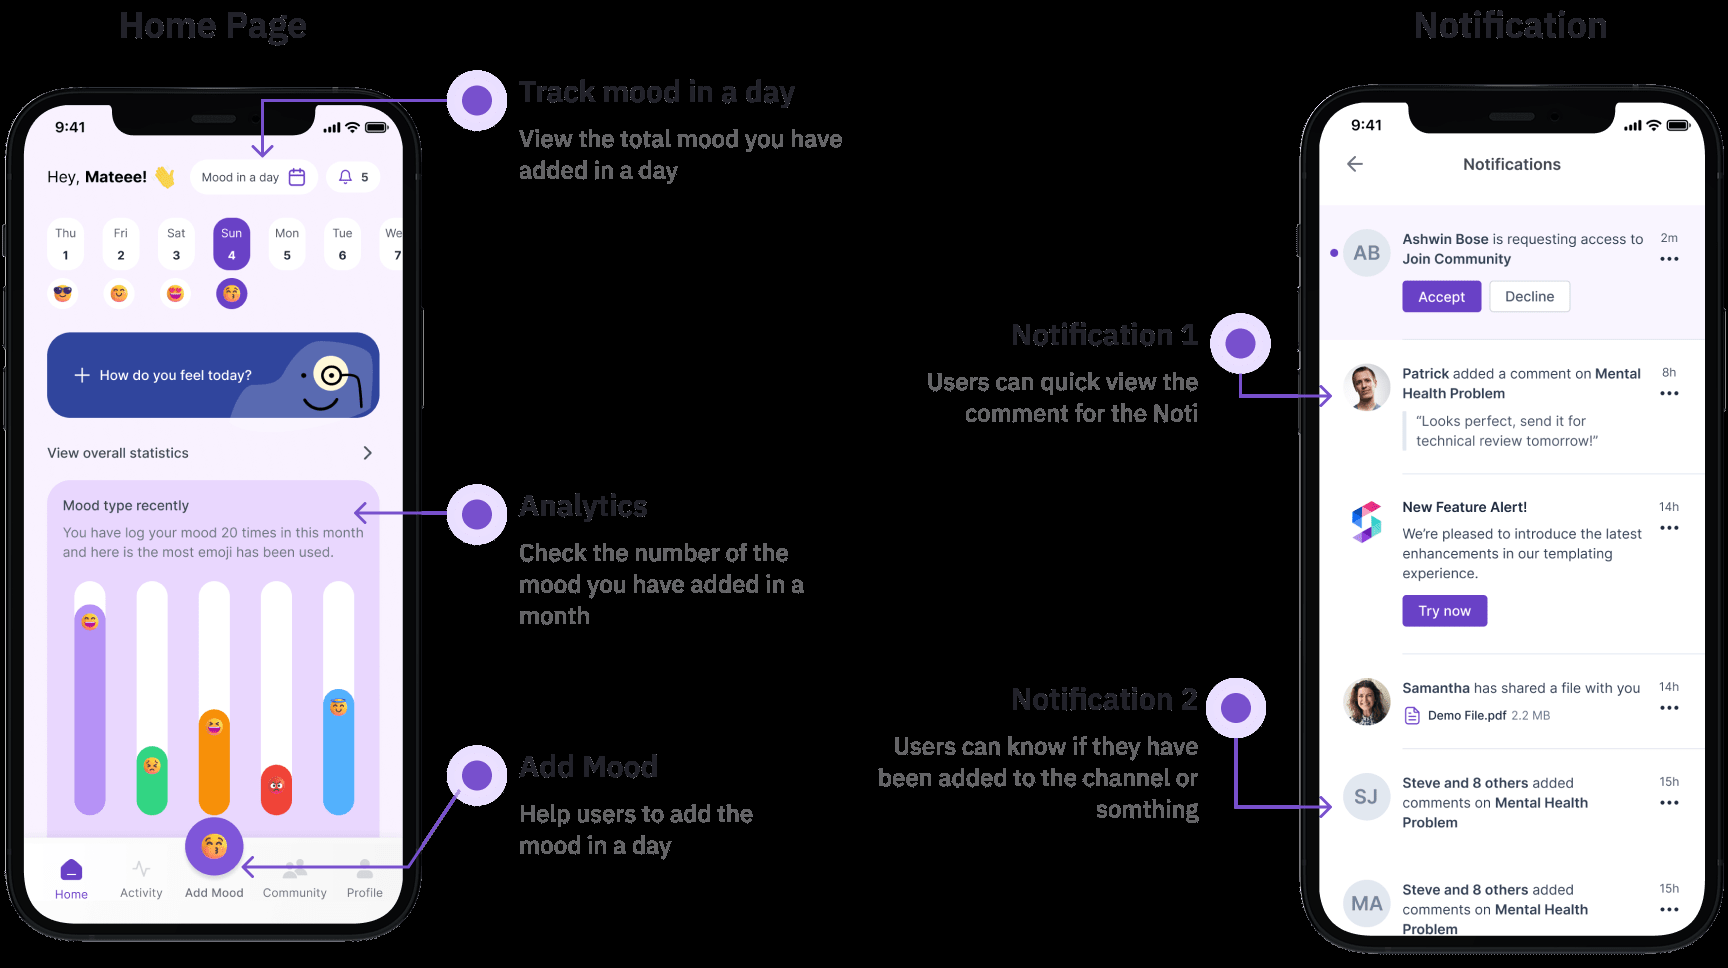 Home Page
9:41
Hey, Mateee!
Mood in a day
5
Thu
1
Fri
2
Sat
3
Sun
4
Mon
5
Tue
6
We
7
How do you feel today?
View overall statistics
Mood type recently
You have log your mood 20 times in this month
and here is the most emoji has been used.
Home
Activity
Add Mood
Community
Profile
Track mood in a day
View the total mood you have
added in a day
Analytics
Check the number of the
mood you have added in a
month
Add Mood
Help users to add the
mood in a day
Notification
Notification 1
Users can quick view the
comment for the Noti
Notification 2
Users can know if they have
been added to the channel or
somthing
9:41
Notifications
AB
Ashwin Bose is requesting access to
Join Community
2m
Accept
Decline
Patrick added a comment on Mental
Health Problem
8h
“Looks perfect, send it for
technical review tomorrow!”
New Feature Alert!
14h
We’re pleased to introduce the latest
enhancements in our templating
experience.
Try now
Samantha has shared a file with you
14h
Demo File.pdf 2.2 MB
SJ
Steve and 8 others added
comments on Mental Health
Problem
15h
MA
Steve and 8 others added
comments on Mental Health
Problem
15h